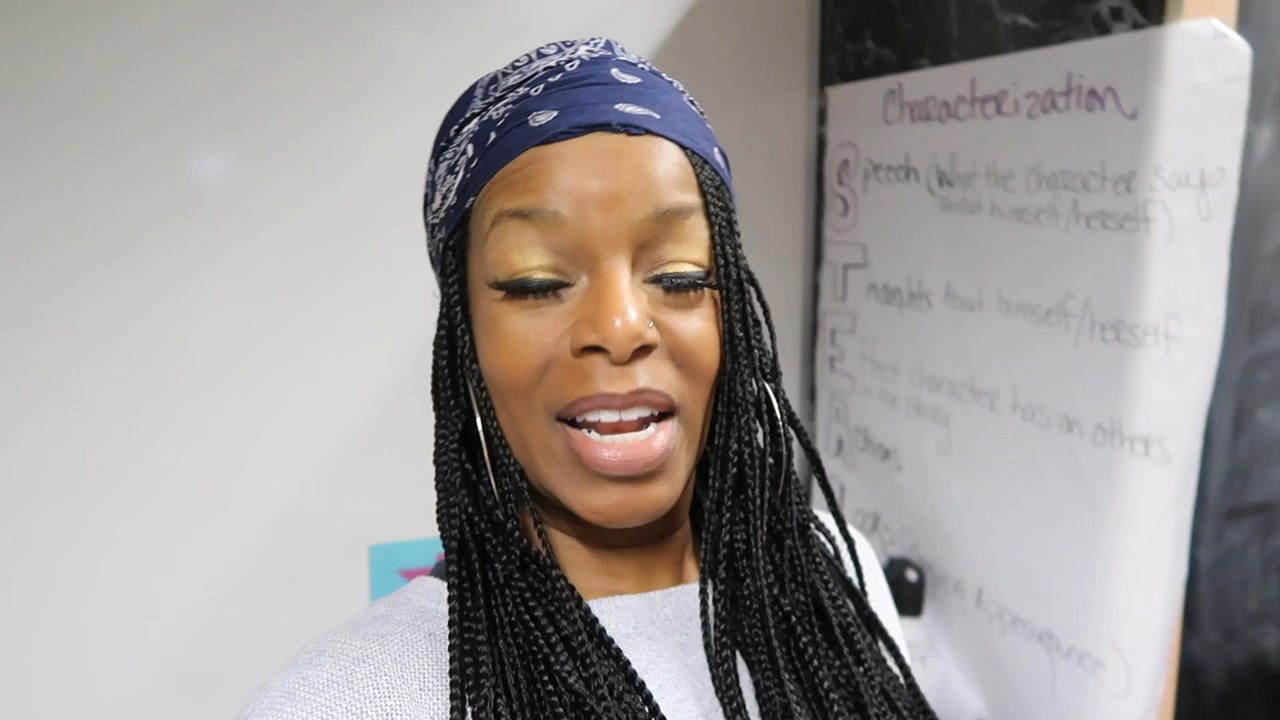 Characterization
Speech (What the character says
about himself/herself)
Thoughts About himself/herself
Effect character has on others
in the story
Actions
Looks
Appearance)